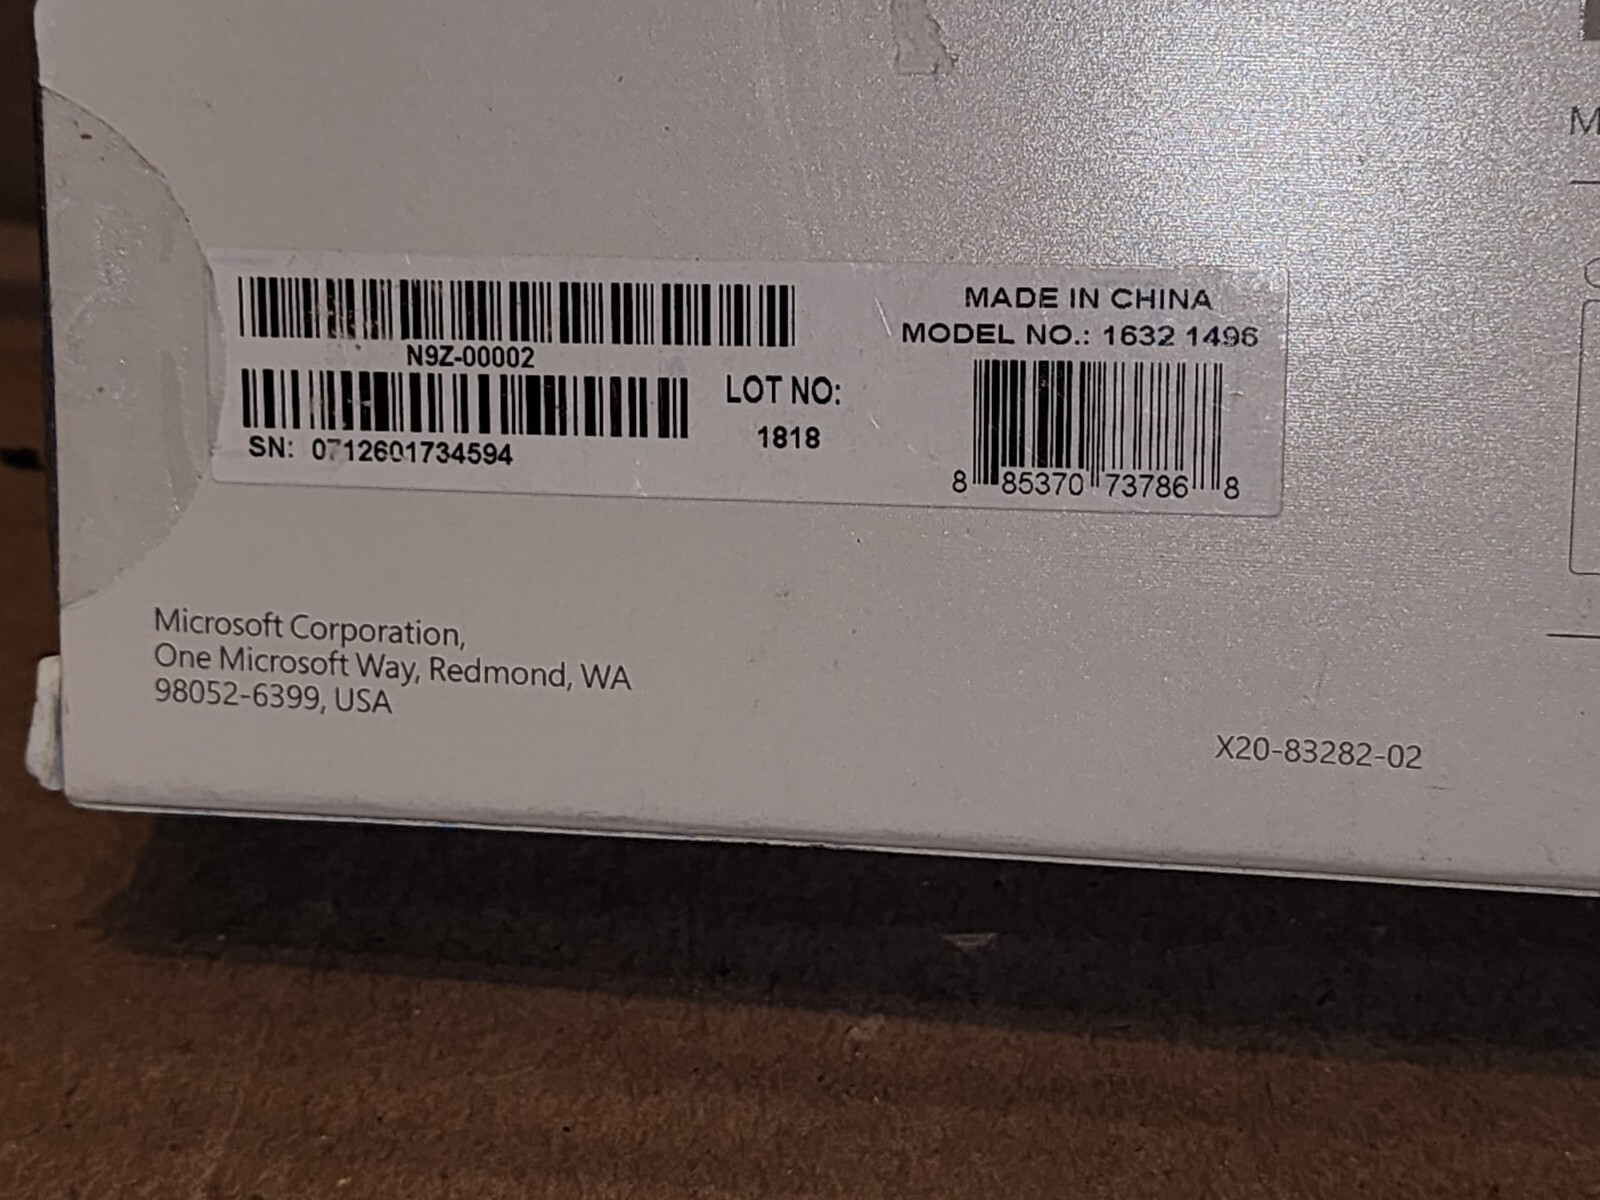 N9Z-00002
SN: 0712601734594
LOT NO:
1818
MADE IN CHINA
MODEL NO.: 1632 1496
8 85370 73786 8
Microsoft Corporation,
One Microsoft Way, Redmond, WA
98052-6399, USA
X20-83282-02
M